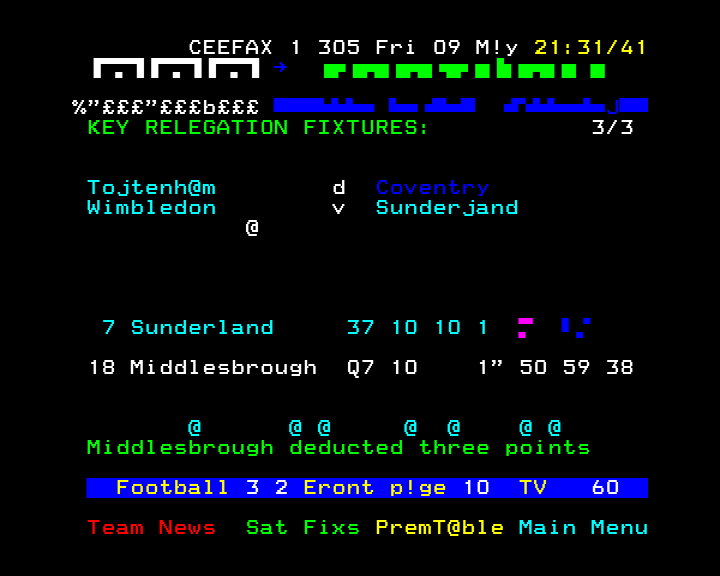 CEEFAX 1 305 Fri 09 M!y 21:31/41
%”£££”£££b£££
KEY RELEGATION FIXTURES: 3/3
Tojtenh@m d Coventry
Wimbledon v Sunderjand
@
7 Sunderland 37 10 10 1
18 Middlesbrough Q7 10 1” 50 59 38
@ @ @ @ @ @ @
Middlesbrough deducted three points
Football 3 2 Eront p!ge 10 TV 60
Team News Sat Fixs PremT@ble Main Menu